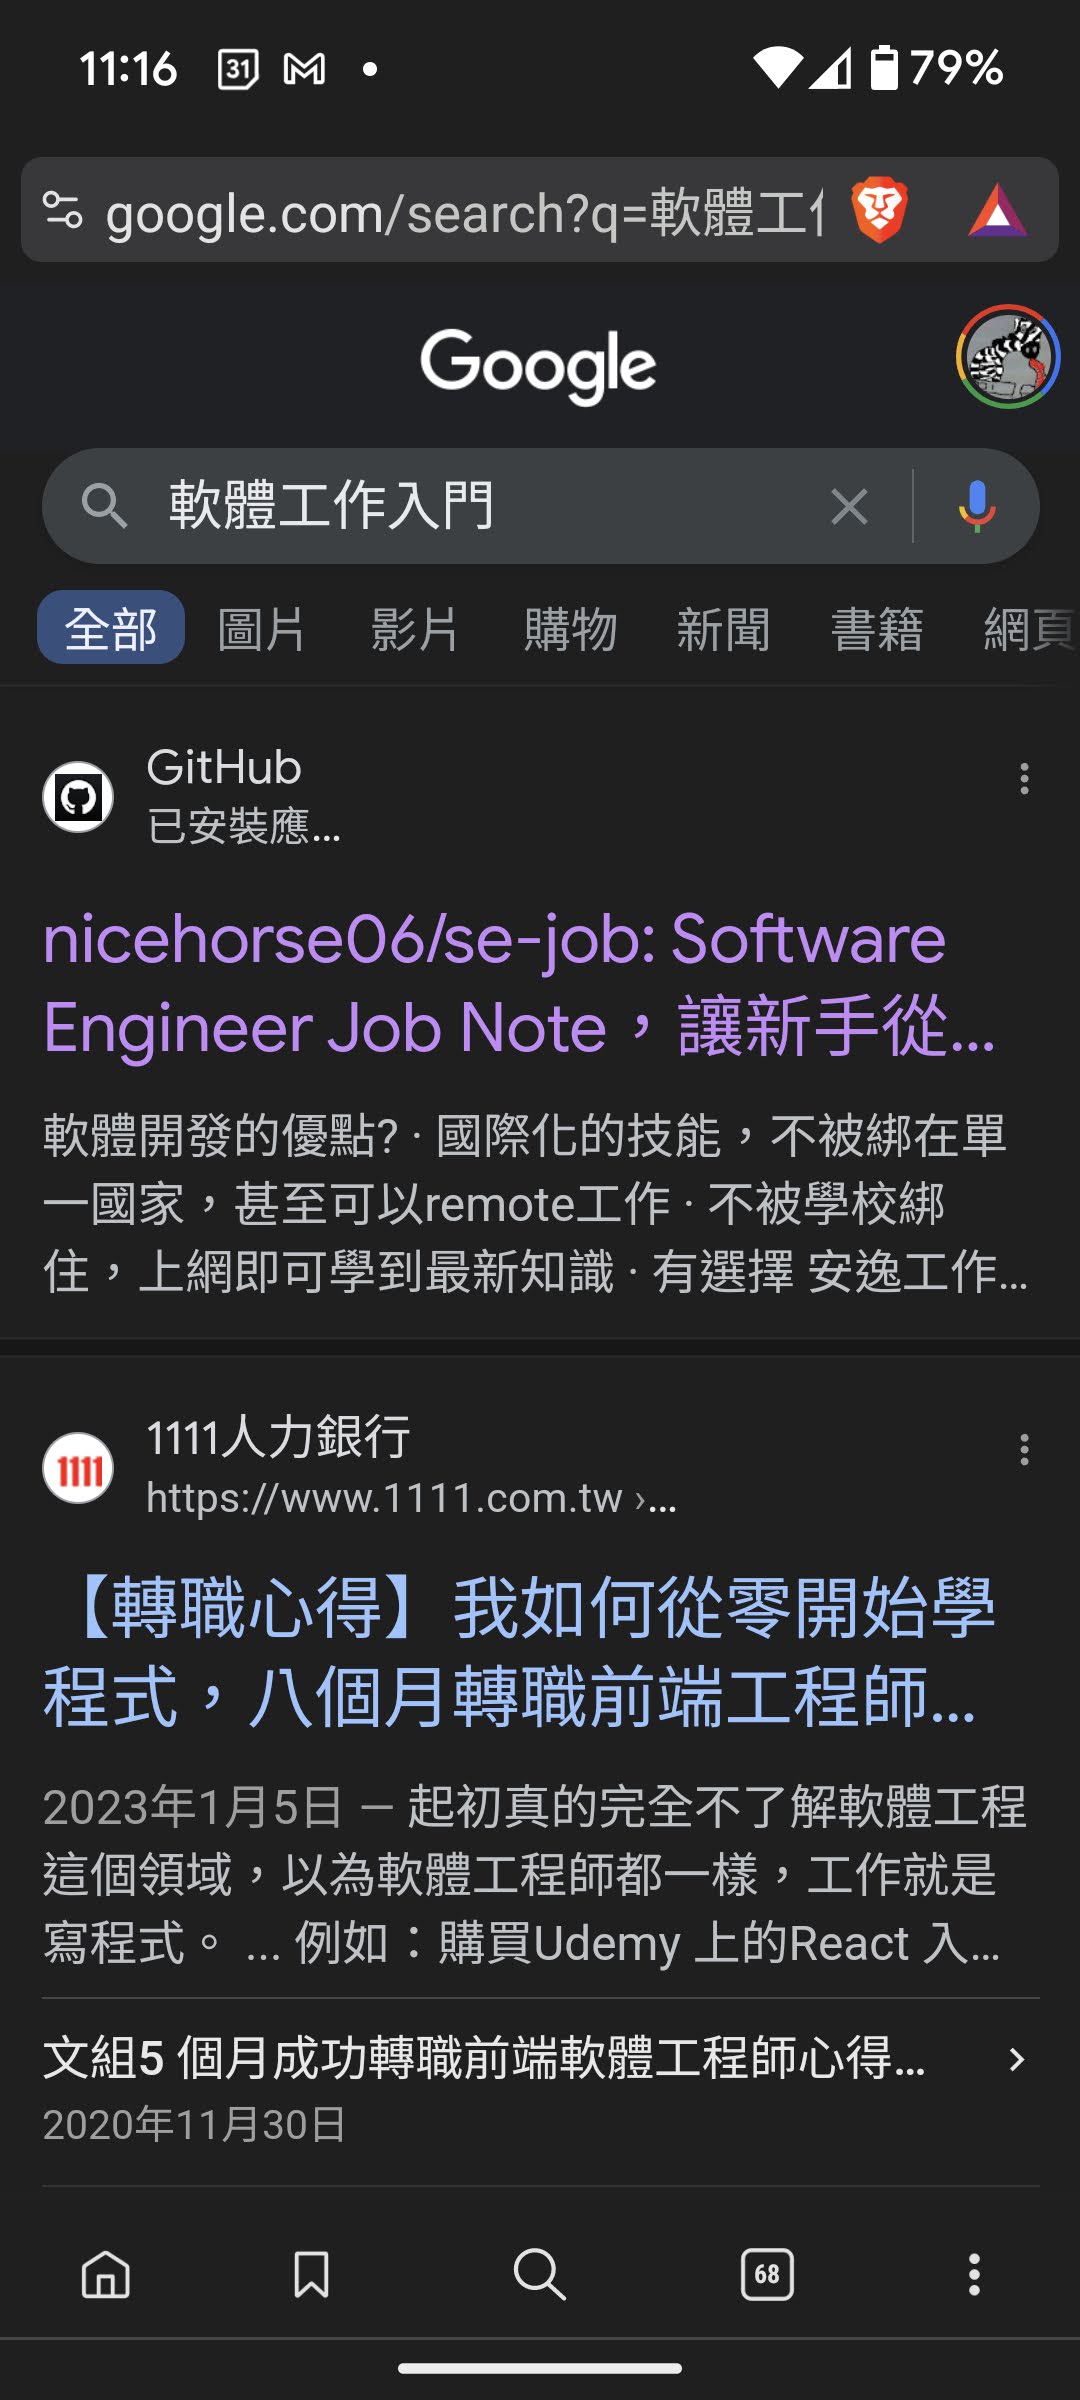 11:16 31 79%
google.com/search?q=軟體工
Google
軟體工作入門
全部 圖片 影片 購物 新聞 書籍 網頁
GitHub
已安裝應...
nicehorse06/se-job: Software
Engineer Job Note，讓新手從...
軟體開發的優點? · 國際化的技能，不被綁在單
一國家，甚至可以remote工作 · 不被學校綁
住，上網即可學到最新知識 · 有選擇 安逸工作...
1111人力銀行
1111
https://www.1111.com.tw ›...
【轉職心得】我如何從零開始學
程式，八個月轉職前端工程師...
2023年1月5日 — 起初真的完全不了解軟體工程
這個領域，以為軟體工程師都一樣，工作就是
寫程式。 ... 例如：購買Udemy 上的React 入...
文組5 個月成功轉職前端軟體工程師心得...
2020年11月30日
68